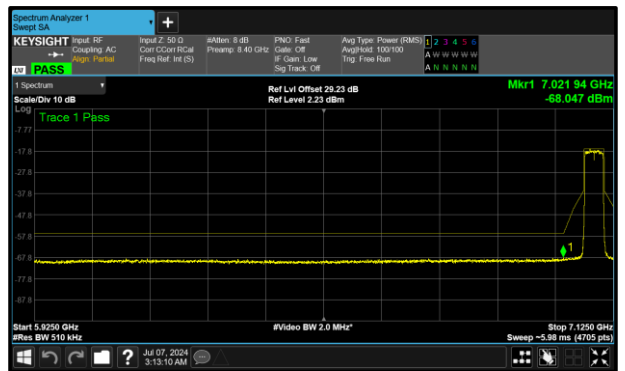 Spectrum Analyzer 1
Swept SA
+
KEYSIGHT Input: RF
Coupling: AC
Align: Partial
Input Z: 50 Ω
Corr CCorr RCal
Freq Ref: Int (S)
#Atten: 8 dB
Preamp: 8.40 GHz
PNO: Fast
Gate: Off
IF Gain: Low
Sig Track: Off
Avg Type: Power (RMS)
Avg|Hold: 100/100
Trig: Free Run
1 2 3 4 5 6
A W W W W W
A N N N N N
LXI PASS
1 Spectrum
Scale/Div 10 dB
Ref Lvl Offset 29.23 dB
Ref Level 2.23 dBm
Mkr1 7.021 94 GHz
-68.047 dBm
Log
Trace 1 Pass
-7.77
-17.8
-27.8
-37.8
-47.8
-57.8
-67.8
-77.8
-87.8
1
Start 5.9250 GHz
#Res BW 510 kHz
#Video BW 2.0 MHz*
Stop 7.1250 GHz
Sweep ~5.98 ms (4705 pts)
?
Jul 07, 2024
3:13:10 AM